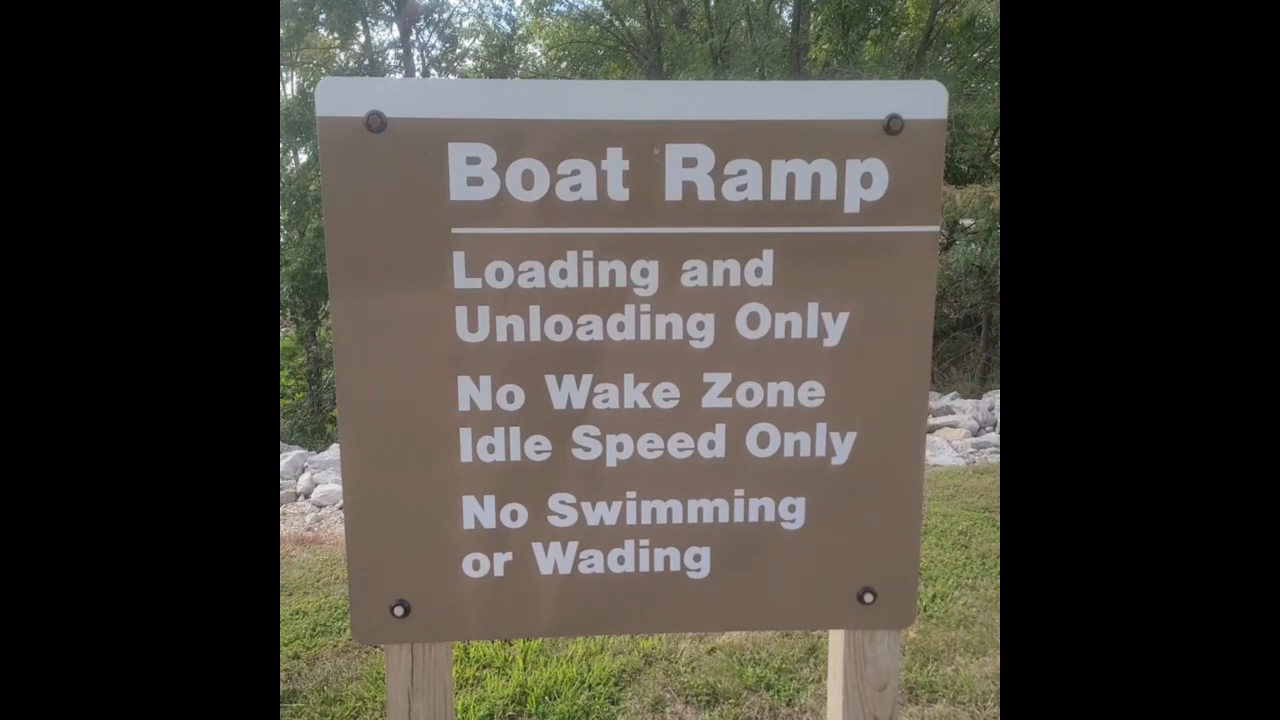 Boat Ramp
Loading and
Unloading Only
No Wake Zone
Idle Speed Only
No Swimming
or Wading